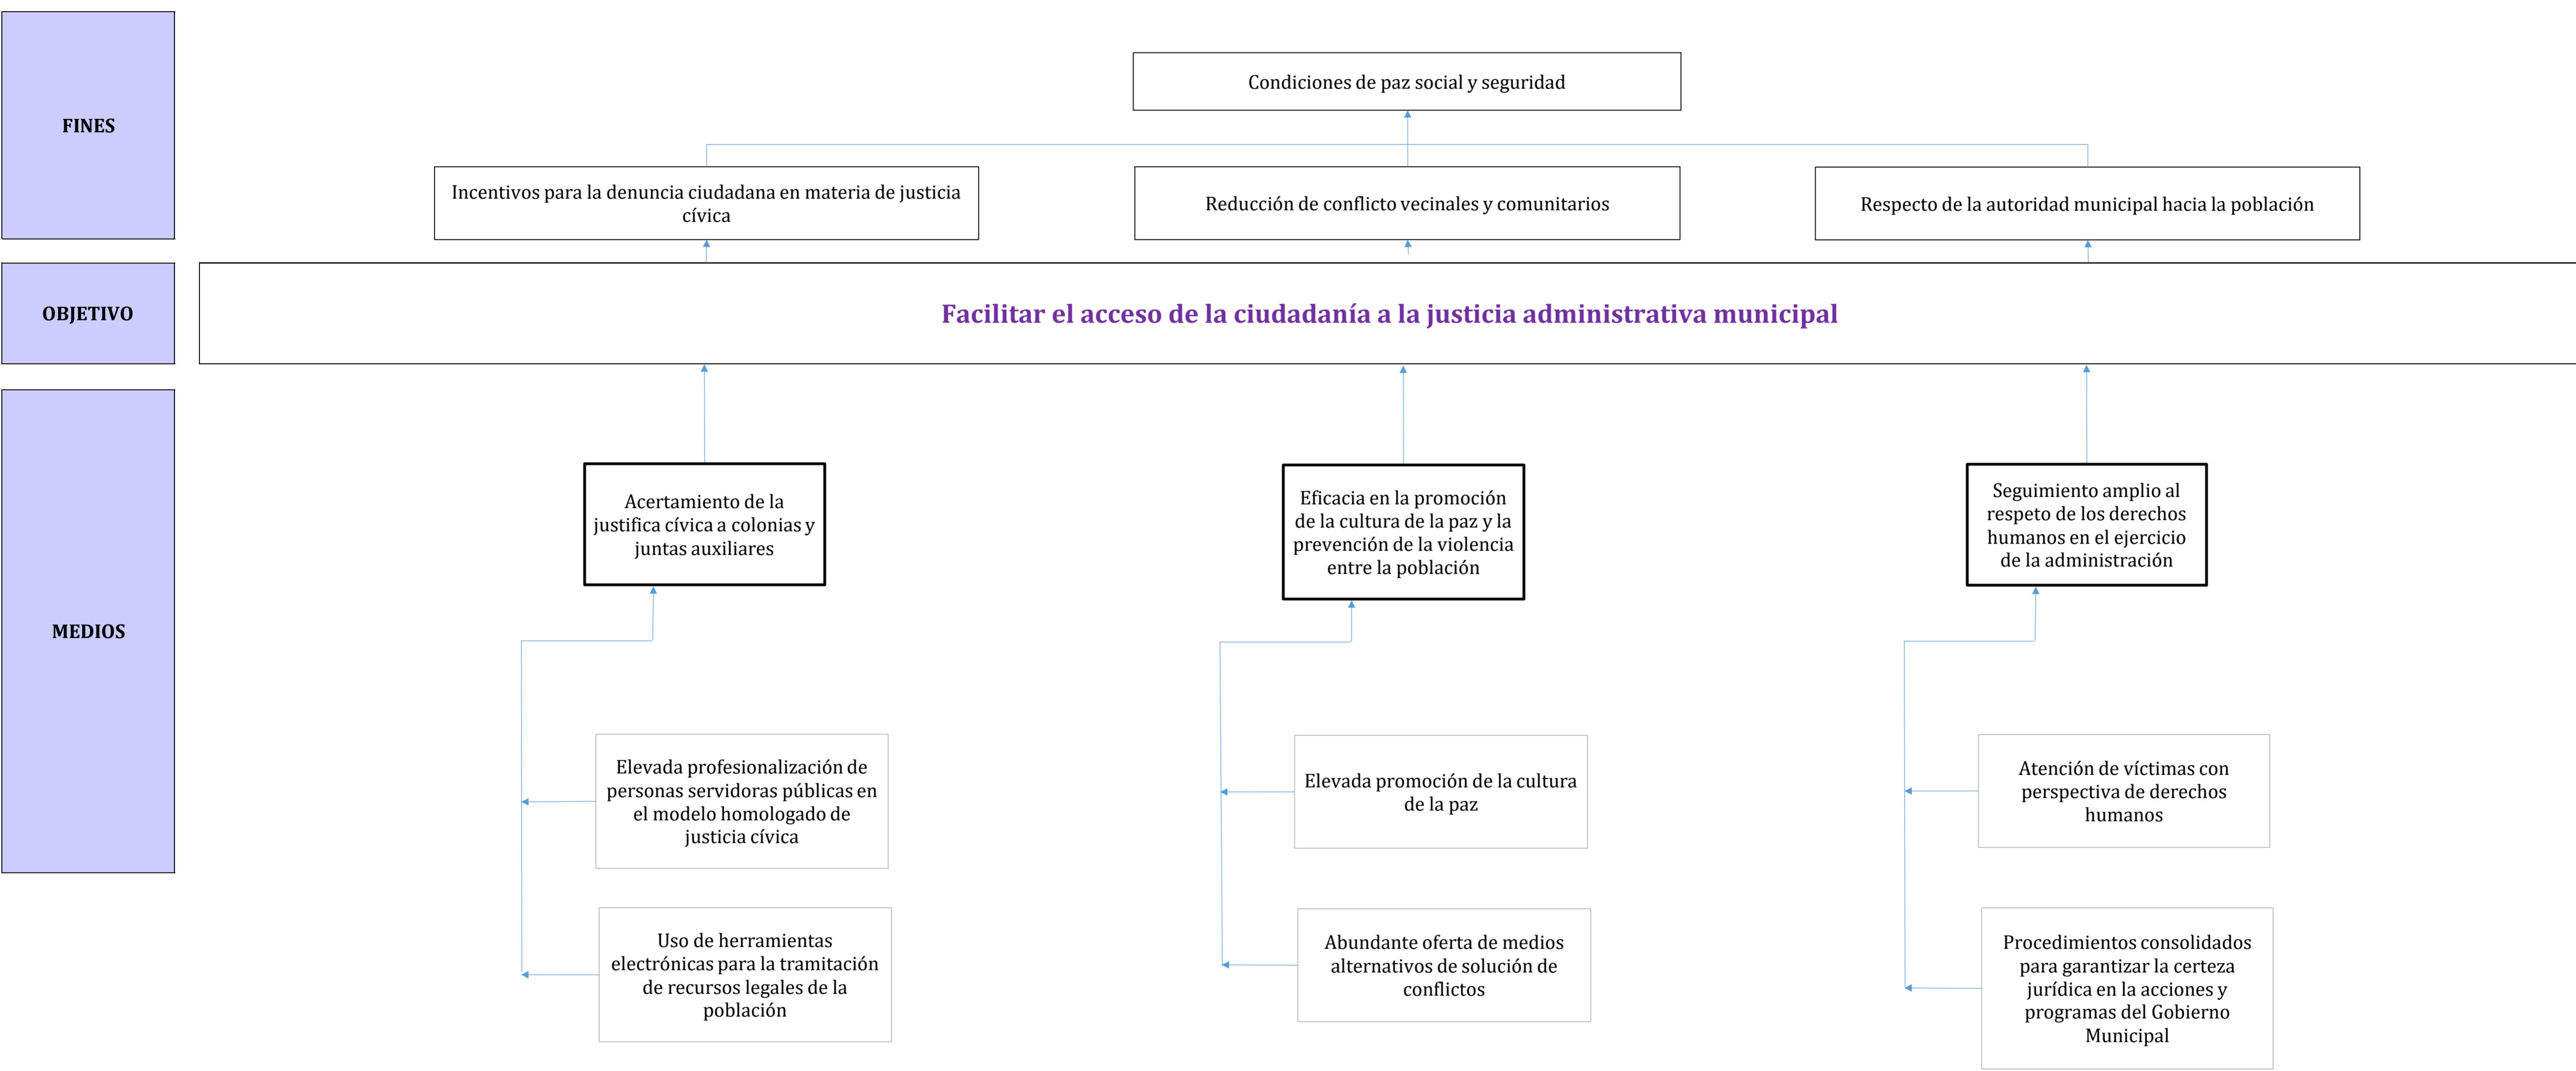 FINES
Condiciones de paz social y seguridad
Incentivos para la denuncia ciudadana en materia de justicia
cívica
Reducción de conflicto vecinales y comunitarios
Respecto de la autoridad municipal hacia la población
OBJETIVO
Facilitar el acceso de la ciudadanía a la justicia administrativa municipal
MEDIOS
Acertamiento de la
justifica cívica a colonias y
juntas auxiliares
Eficacia en la promoción
de la cultura de la paz y la
prevención de la violencia
entre la población
Seguimiento amplio al
respeto de los derechos
humanos en el ejercicio
de la administración
Elevada profesionalización de
personas servidoras públicas en
el modelo homologado de
justicia cívica
Elevada promoción de la cultura
de la paz
Atención de víctimas con
perspectiva de derechos
humanos
Uso de herramientas
electrónicas para la tramitación
de recursos legales de la
población
Abundante oferta de medios
alternativos de solución de
conflictos
Procedimientos consolidados
para garantizar la certeza
jurídica en la acciones y
programas del Gobierno
Municipal